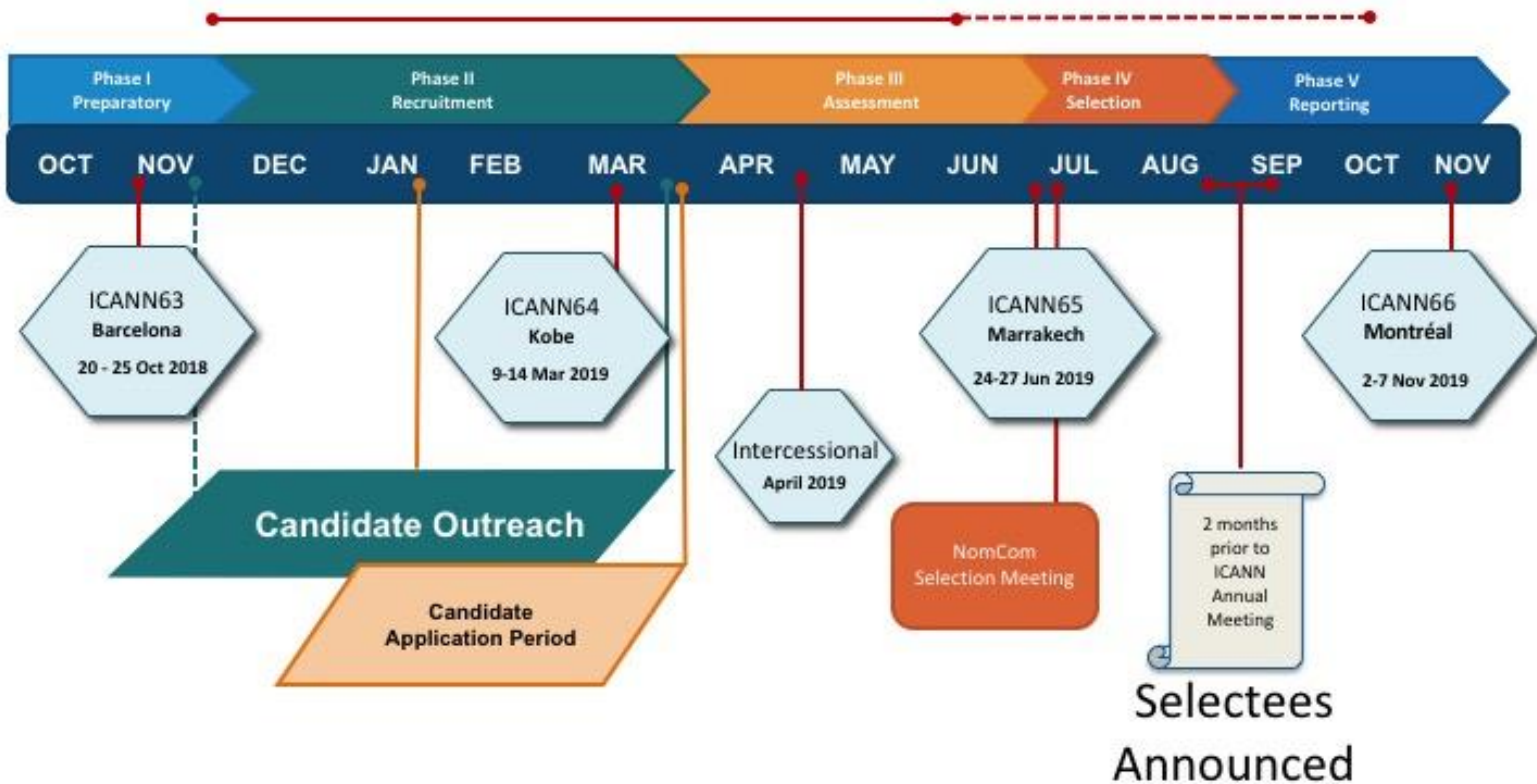 Phase I
Preparatory
Phase II
Recruitment
Phase III
Assessment
Phase IV
Selection
Phase V
Reporting
OCT NOV DEC JAN FEB MAR APR MAY JUN JUL AUG SEP OCT NOV
ICANN63
Barcelona
20 - 25 Oct 2018
ICANN64
Kobe
9-14 Mar 2019
Intercessional
April 2019
ICANN65
Marrakech
24-27 Jun 2019
ICANN66
Montréal
2-7 Nov 2019
Candidate Outreach
Candidate
Application Period
NomCom
Selection Meeting
2 months
prior to
ICANN
Annual
Meeting
Selectees
Announced